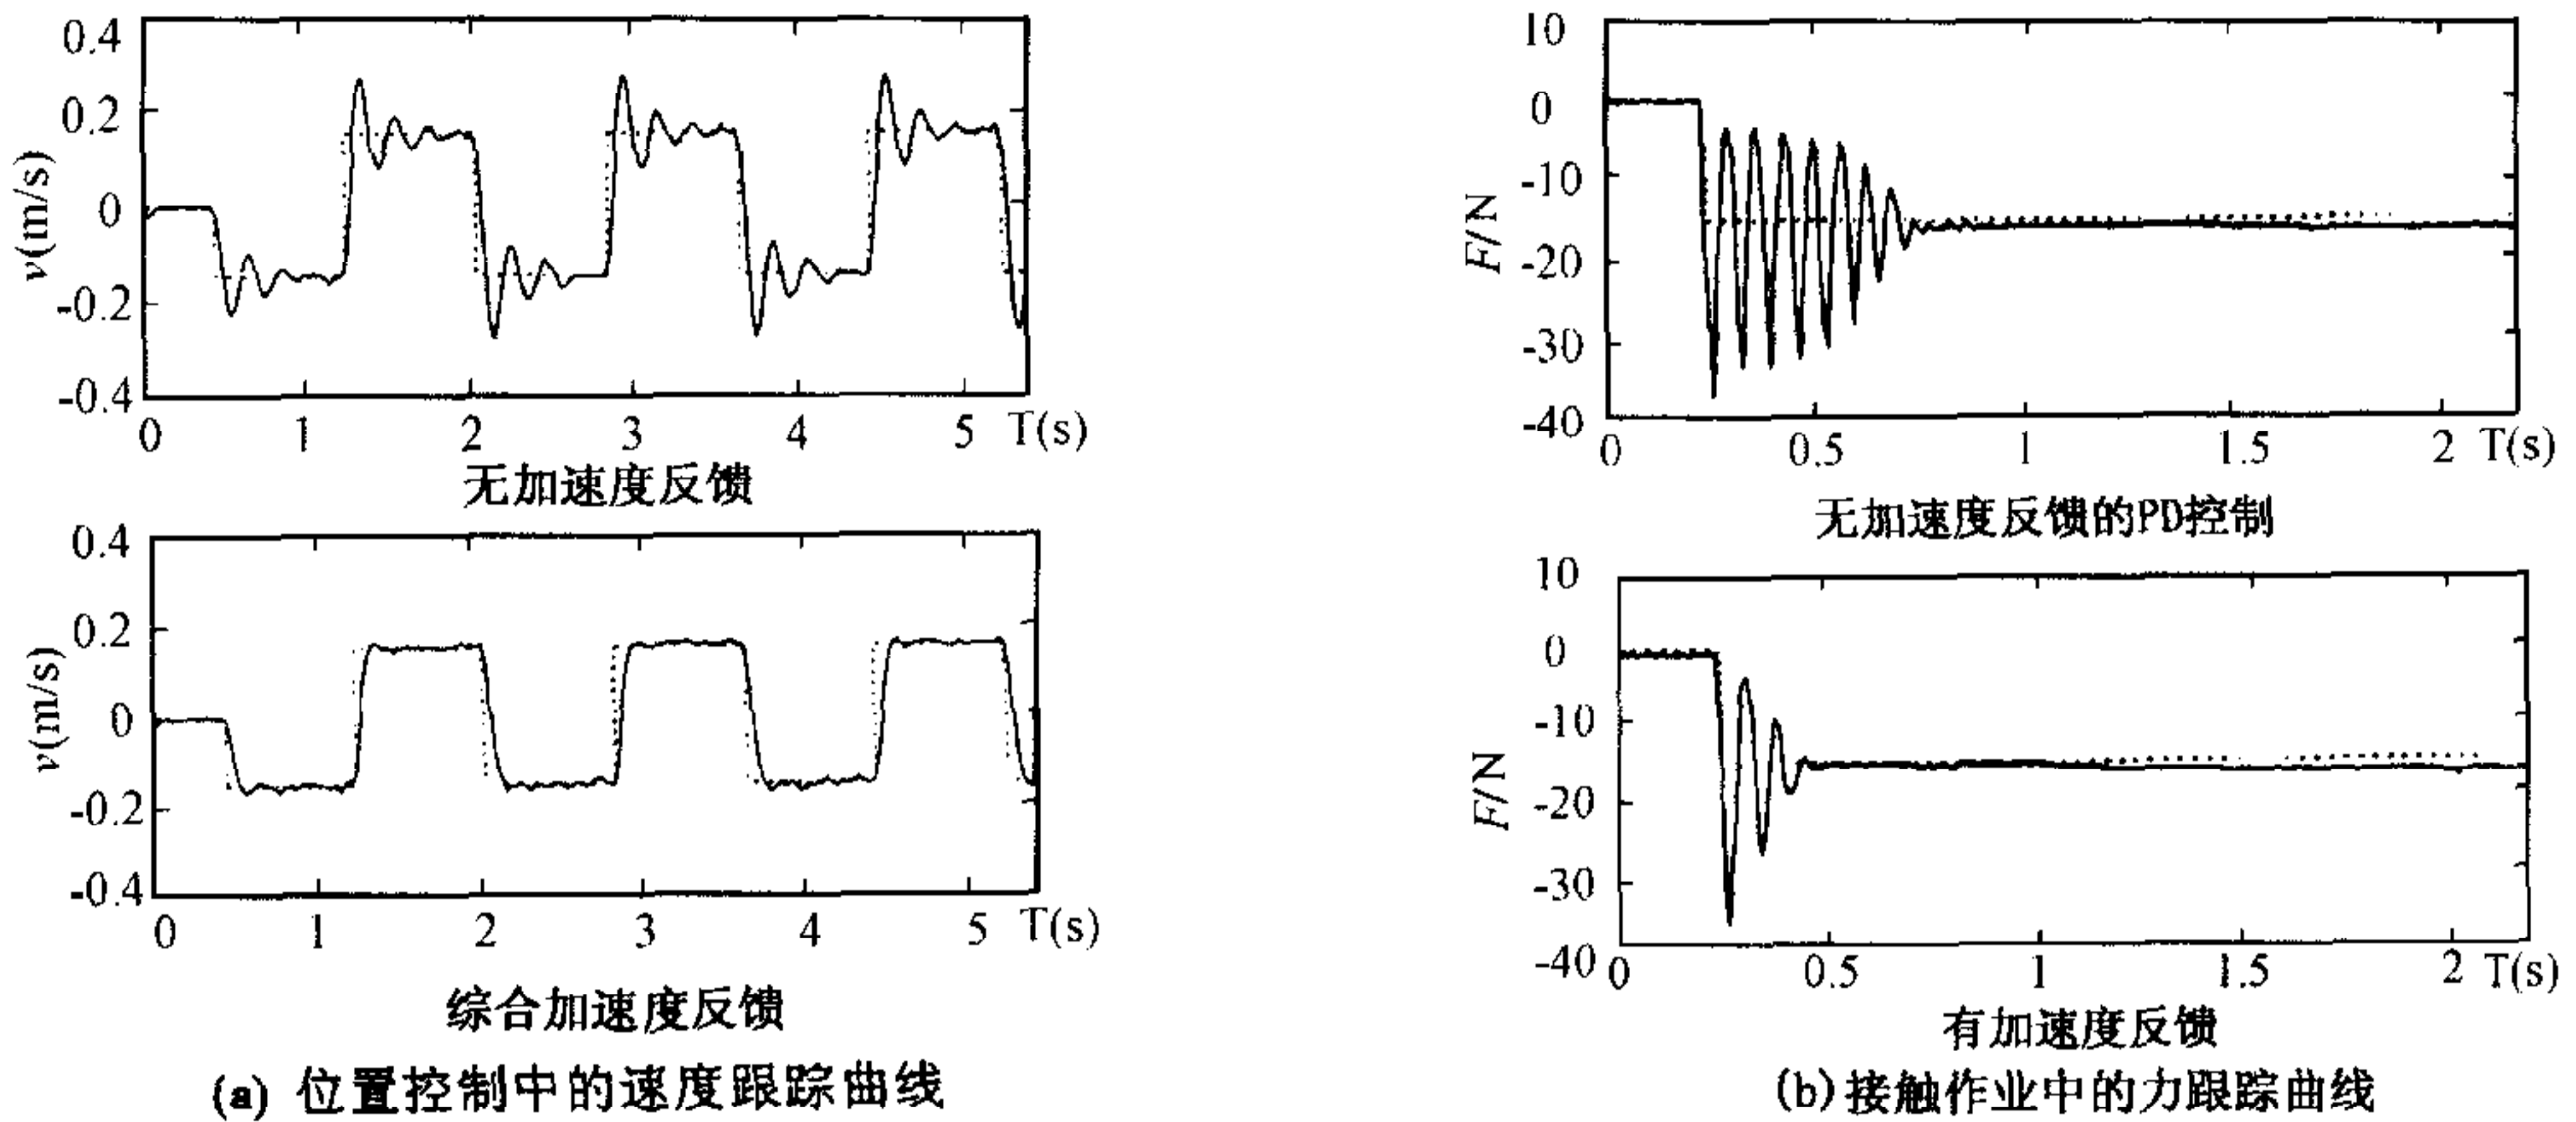 0.4
0.2
0
-0.2
-0.4
v(m/s)
0 1 2 3 4 5 T(s)
无加速度反馈
0.4
0.2
0
-0.2
-0.4
v(m/s)
0 1 2 3 4 5 T(s)
综合加速度反馈
(a) 位置控制中的速度跟踪曲线
10
0
-10
-20
-30
-40
F/N
0 0.5 1 1.5 2 T(s)
无加速度反馈的PD控制
10
0
-10
-20
-30
-40
F/N
0 0.5 1 1.5 2 T(s)
有加速度反馈
(b)接触作业中的力跟踪曲线